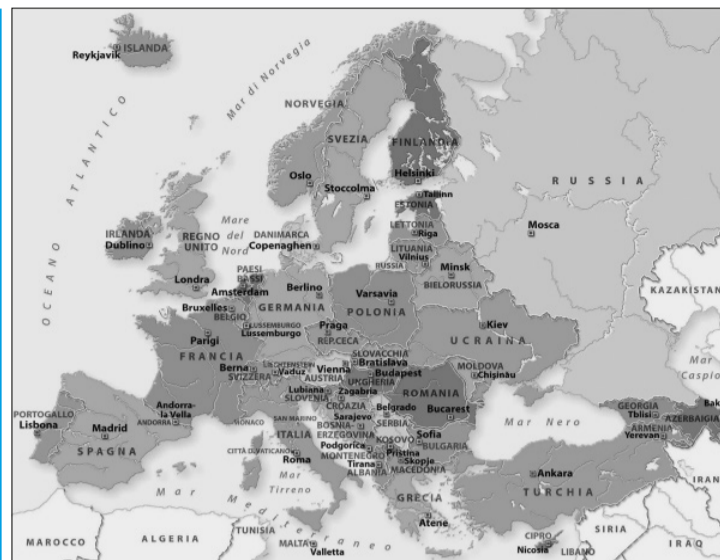 ISLANDA
Reykjavik
Mar di Norvegia
OCEANO ATLANTICO
NORVEGIA
SVEZIA
FINLANDIA
Oslo
Helsinki
Stoccolma
Tallinn
ESTONIA
RUSSIA
Mosca
LETTONIA
Riga
Mare
del
Nord
DANIMARCA
Copenaghen
LITUANIA
Vilnius
RUSSIA
IRLANDA
Dublino
REGNO
UNITO
Minsk
BIELORUSSIA
PAESI
BASSI
Londra
Amsterdam
Berlino
Varsavia
POLONIA
KAZAKISTAN
Bruxelles
BELGIO
GERMANIA
LUSSEMBURGO
Lussemburgo
Praga
REP.CECA
Kiev
UCRAINA
Parigi
FRANCIA
SLOVACCHIA
Bratislava
Vienna
LIECHTENSTEIN
Vaduz
Berna
SVIZZERA
AUSTRIA
Budapest
UNGHERIA
MOLDOVA
Chişinău
Mar
Caspio
Lubiana
SLOVENIA
Zagabria
CROAZIA
ROMANIA
Bucarest
Belgrado
SERBIA
Andorra-
la Vella
ANDORRA
MONACO
SAN MARINO
Sarajevo
BOSNIA-
ERZEGOVINA
PORTOGALLO
Lisbona
Madrid
SPAGNA
ITALIA
CITTÀ DEL VATICANO
Roma
Podgorica
MONTENEGRO
KOSOVO
Pristina
Sofia
BULGARIA
Mar Nero
GEORGIA
Tblisi
Bak
AZERBAIGIA
ARMENIA
Yerevan
Tirana
ALBANIA
Skopje
MACEDONIA
Mar
Tirreno
Ankara
TURCHIA
IRAN
GRECIA
Atene
Mar Mediterraneo
MAROCCO
ALGERIA
TUNISIA
MALTA
Valletta
CIPRO
Nicosia
LIBANO
SIRIA
IRAQ